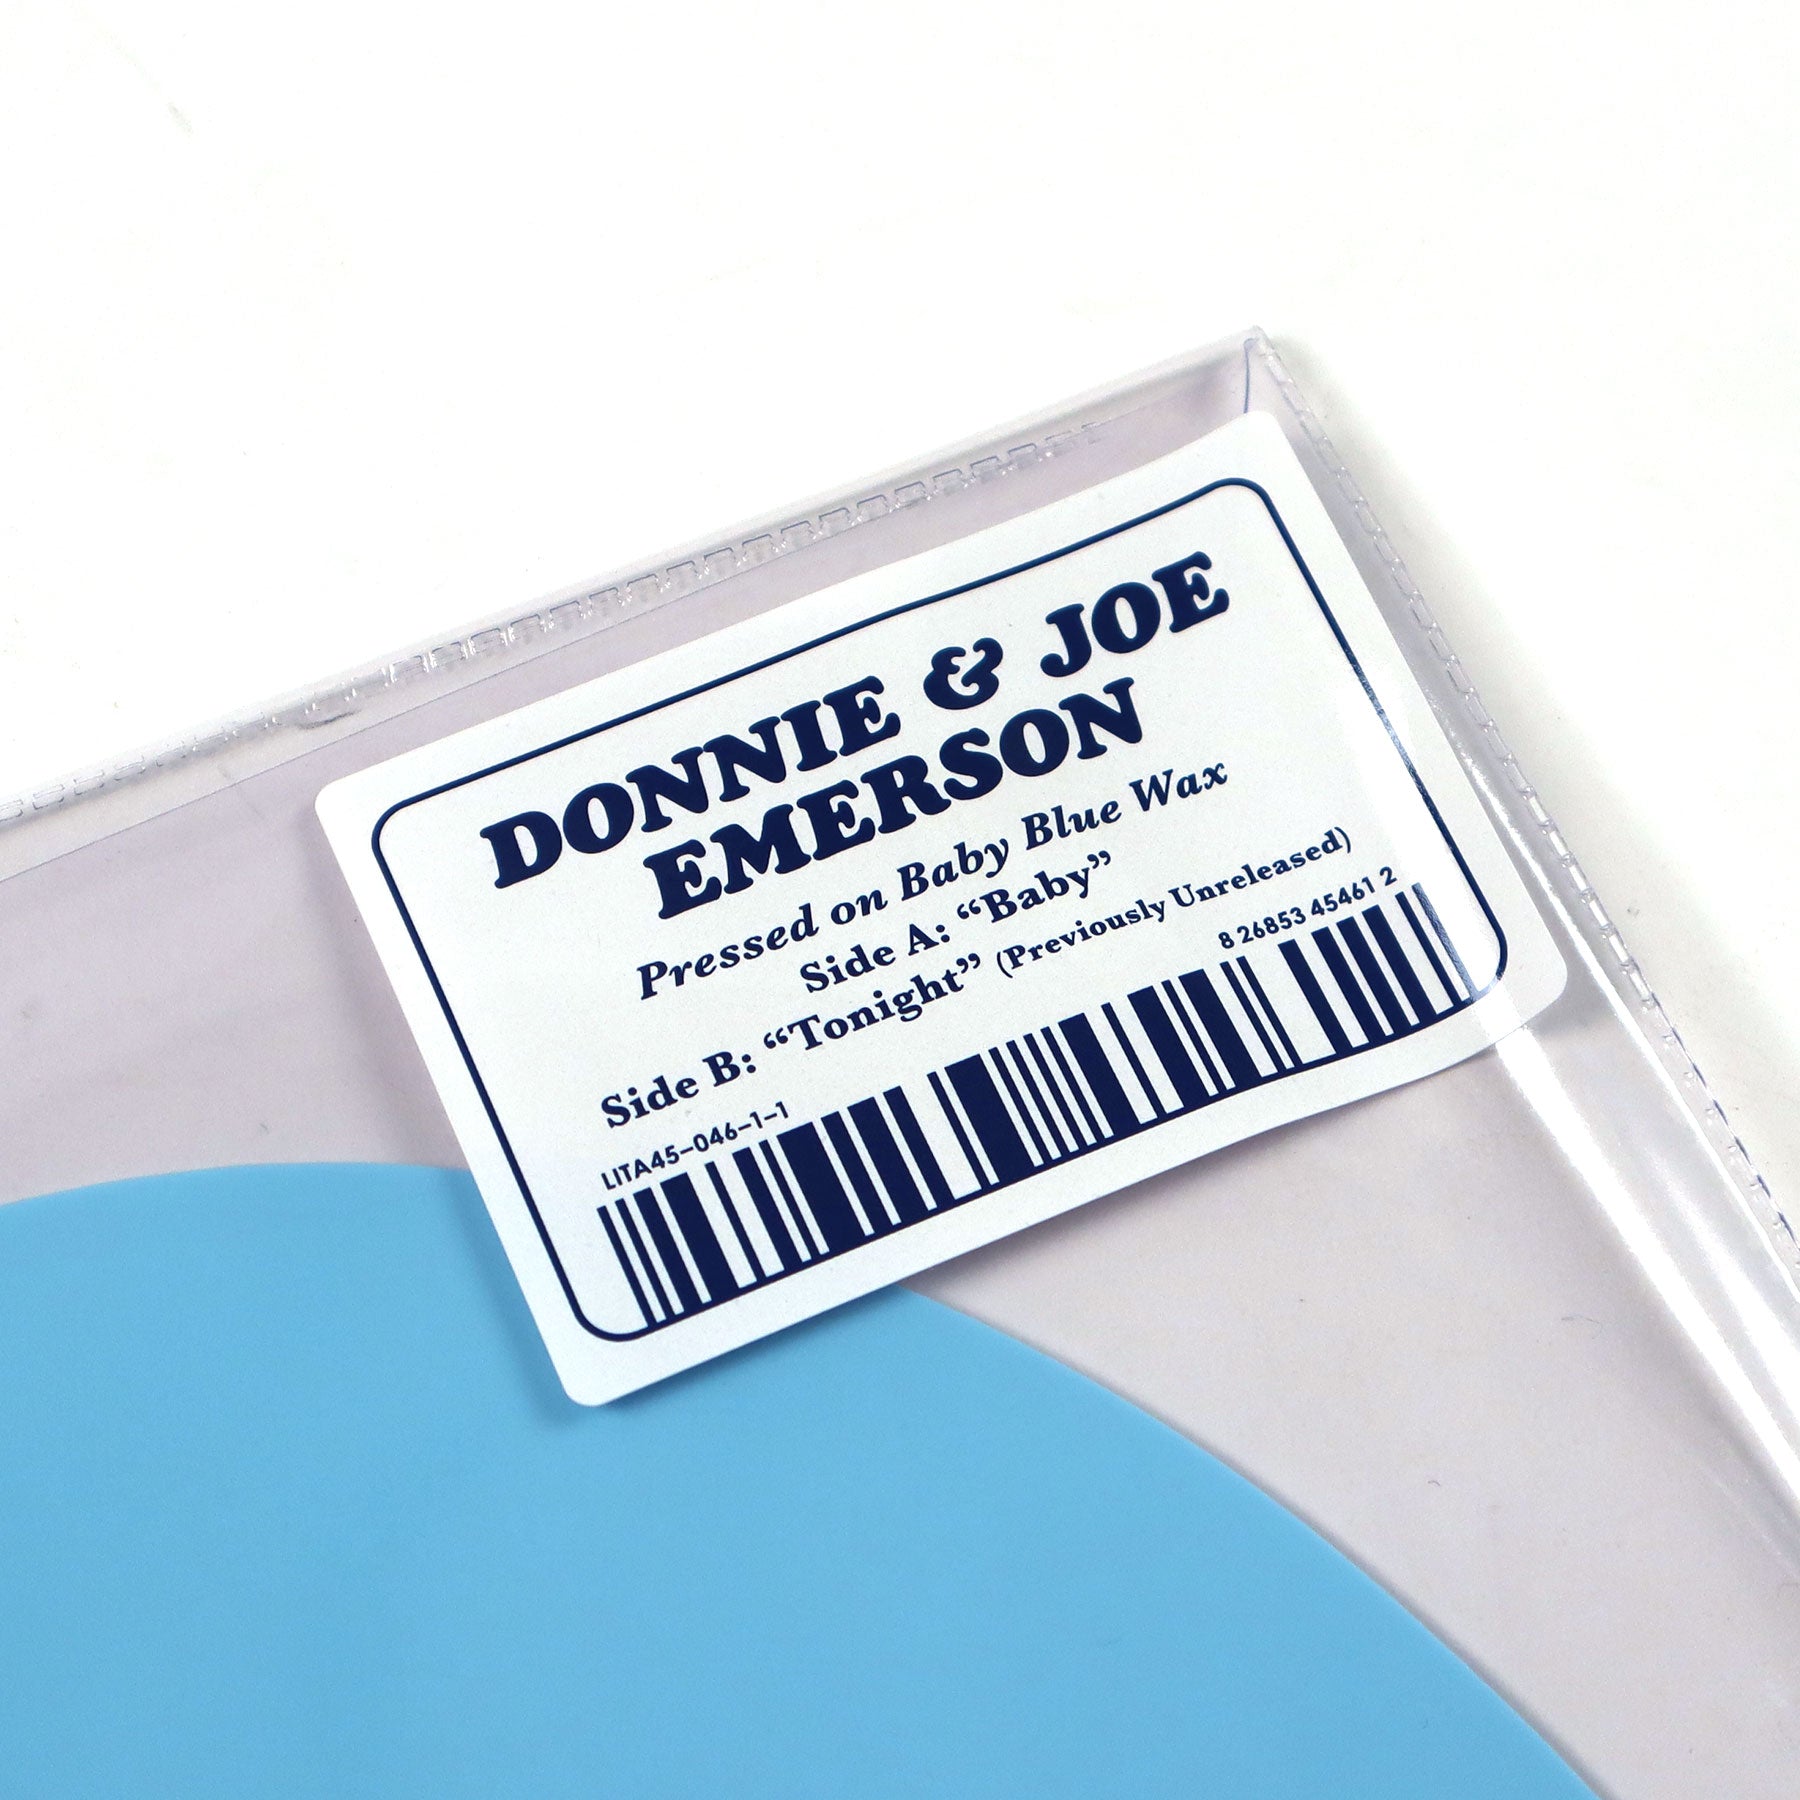 DONNIE & JOE
EMERSON
Pressed on Baby Blue Wax
Side A: “Baby”
Side B: “Tonight” (Previously Unreleased)
LITA45–046–1–1
8 26853 45461 2